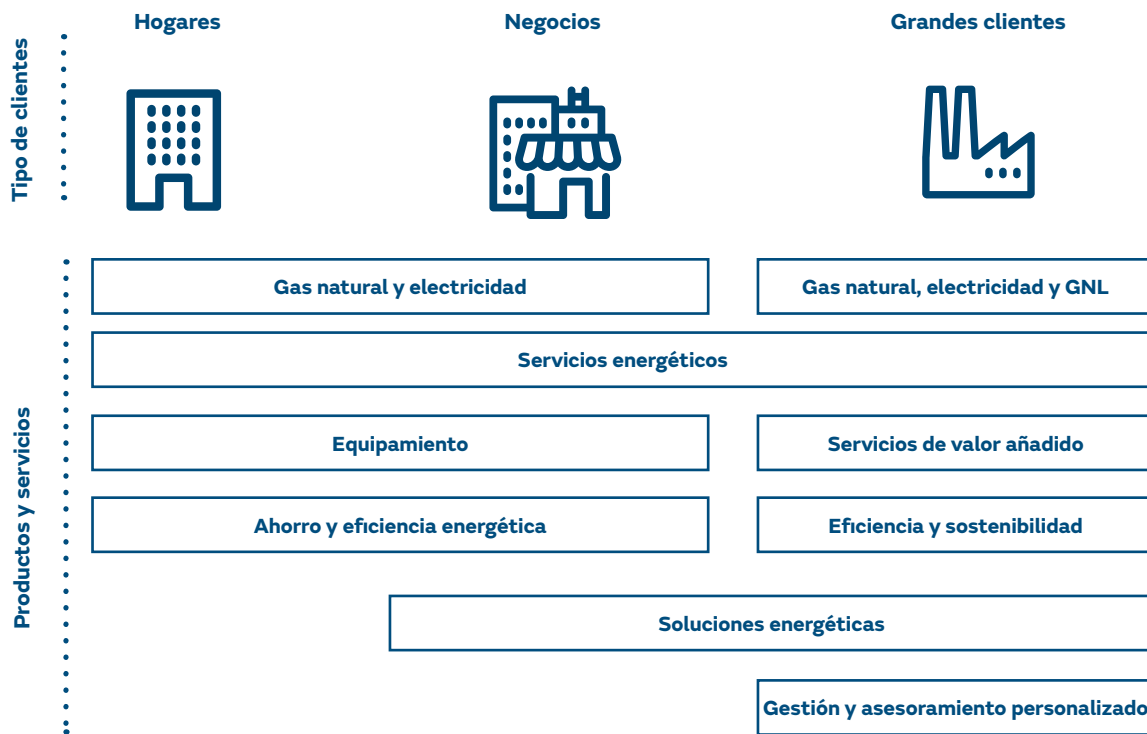 Hogares
Negocios
Grandes clientes
Tipo de clientes
Productos y servicios
Gas natural y electricidad
Gas natural, electricidad y GNL
Servicios energéticos
Equipamiento
Servicios de valor añadido
Ahorro y eficiencia energética
Eficiencia y sostenibilidad
Soluciones energéticas
Gestión y asesoramiento personalizado